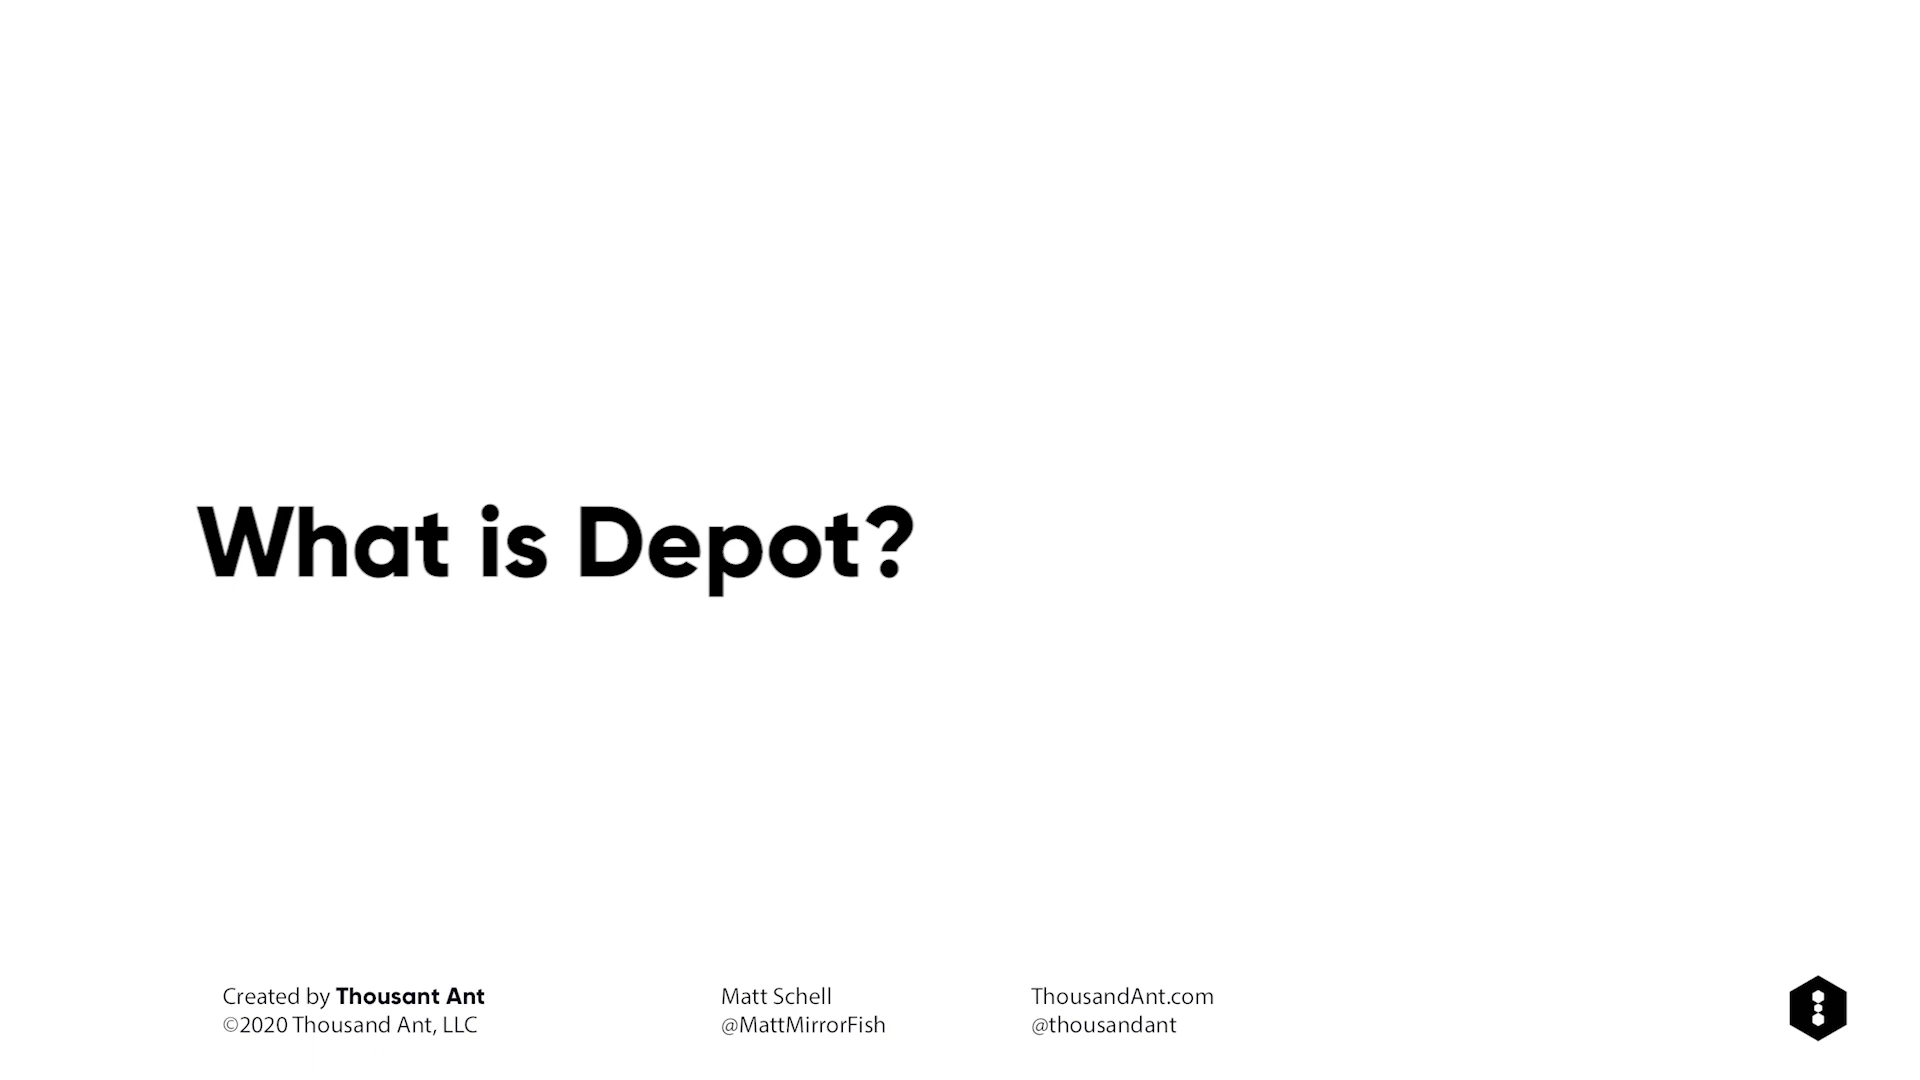 What is Depot?
Created by Thousant Ant
©2020 Thousand Ant, LLC
Matt Schell
@MattMirrorFish
ThousandAnt.com
@thousandant